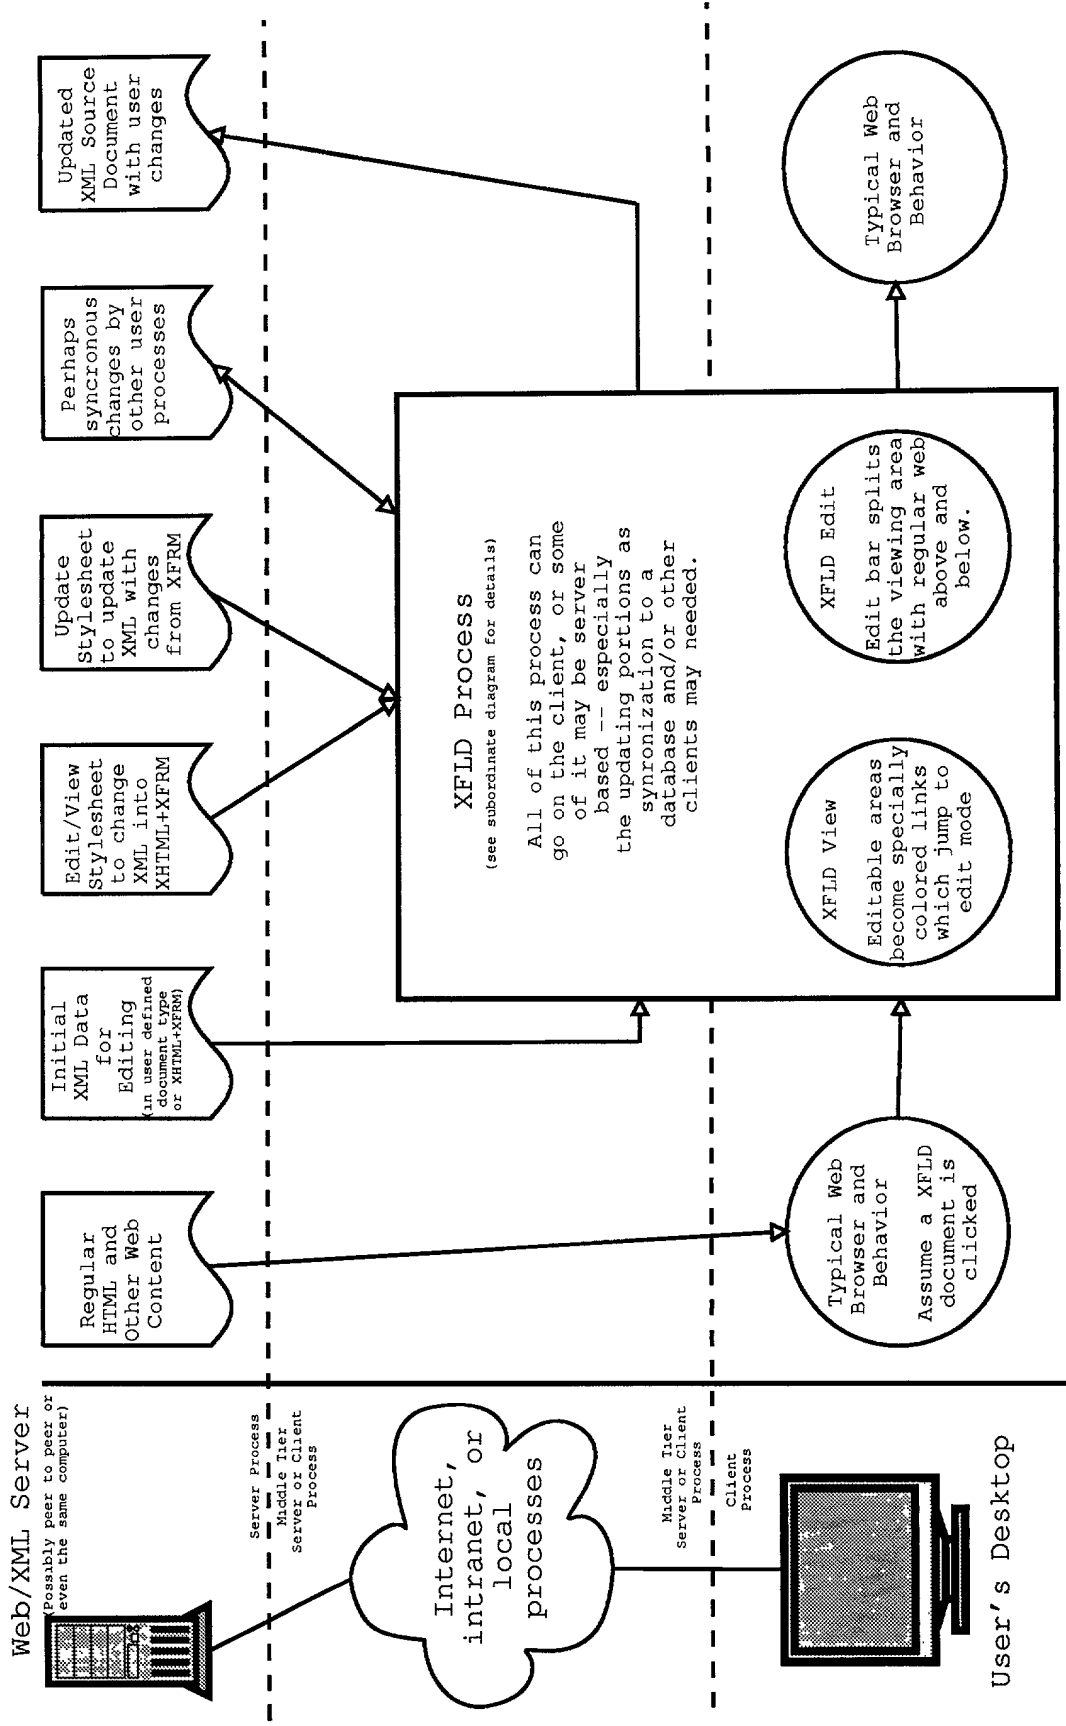 Web/XML Server
(Possibly peer to peer or
even the same computer)
Server Process
Middle Tier
Server or Client
Process
Internet,
intranet, or
local
processes
Middle Tier
Server or Client
Process
Client
Process
User's Desktop
Regular
HTML and
Other Web
Content
Initial
XML Data
for
Editing
(in user defined
document type
or XHTML+XFRM)
Edit/View
Stylesheet
to change
XML into
XHTML+XFRM
Update
Stylesheet
to update
XML with
changes
from XFRM
Perhaps
syncronous
changes by
other user
processes
Updated
XML Source
Document
with user
changes
XFLD Process
(see subordinate diagram for details)
All of this process can
go on the client, or some
of it may be server
based -- especially
the updating portions as
synronization to a
database and/or other
clients may needed.
Typical Web
Browser and
Behavior
Assume a XFLD
document is
clicked
XFLD View
Editable areas
become specially
colored links
which jump to
edit mode
XFLD Edit
Edit bar splits
the viewing area
with regular web
above and
below.
Typical Web
Browser and
Behavior